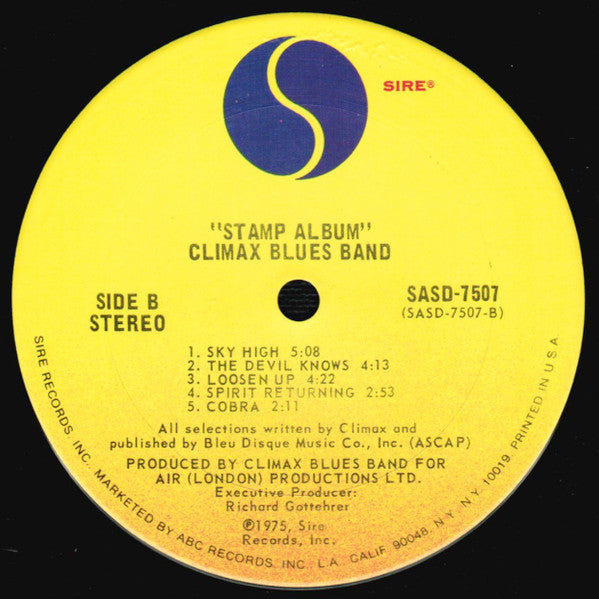 SIRE®
"STAMP ALBUM"
CLIMAX BLUES BAND
SIDE B
STEREO
SASD-7507
(SASD-7507-B)
1. SKY HIGH 5:08
2. THE DEVIL KNOWS 4:13
3. LOOSEN UP 4:22
4. SPIRIT RETURNING 2:53
5. COBRA 2:11
All selections written by Climax and
published by Bleu Disque Music Co., Inc. (ASCAP)
PRODUCED BY CLIMAX BLUES BAND FOR
AIR (LONDON) PRODUCTIONS LTD.
Executive Producer:
Richard Gottehrer
℗1975, Sire
Records, Inc.
SIRE RECORDS, INC. MARKETED BY ABC RECORDS, INC. L.A. CALIF. 90048, N.Y. N.Y. 10019 PRINTED IN U.S.A.